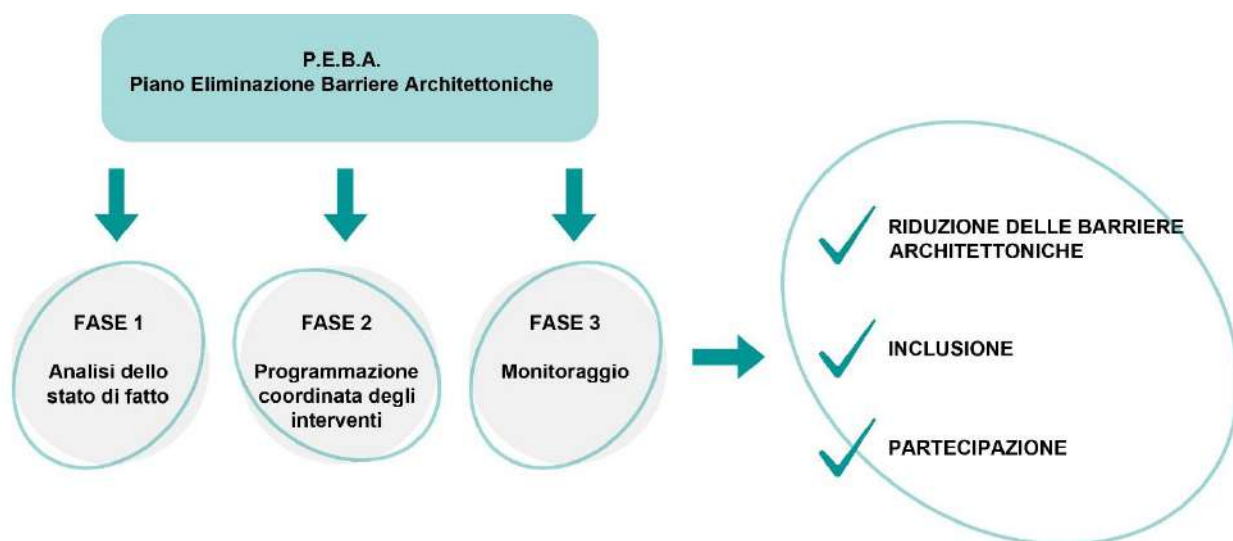 P.E.B.A.
Piano Eliminazione Barriere Architettoniche
FASE 1
Analisi dello
stato di fatto
FASE 2
Programmazione
coordinata degli
interventi
FASE 3
Monitoraggio
RIDUZIONE DELLE BARRIERE
ARCHITETTONICHE
INCLUSIONE
PARTECIPAZIONE